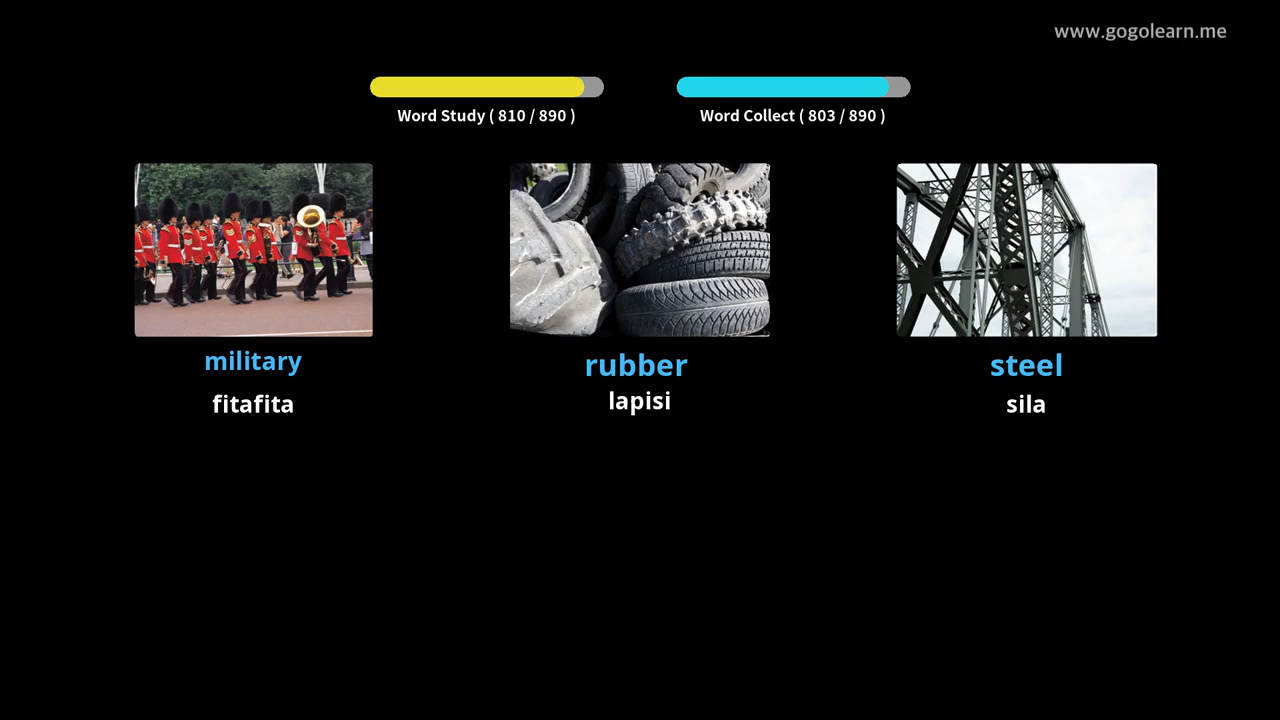 www.gogolearn.me
Word Study ( 810 / 890 )
Word Collect ( 803 / 890 )
military
fitafita
rubber
lapisi
steel
sila